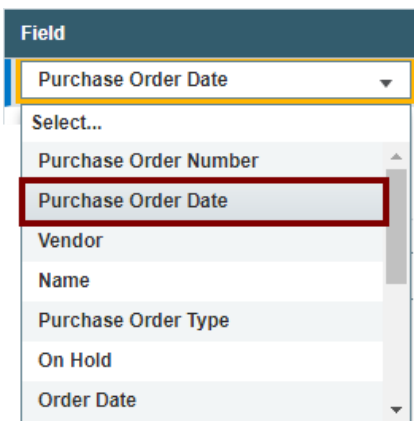 Field
Purchase Order Date
Select...
Purchase Order Number
Purchase Order Date
Vendor
Name
Purchase Order Type
On Hold
Order Date